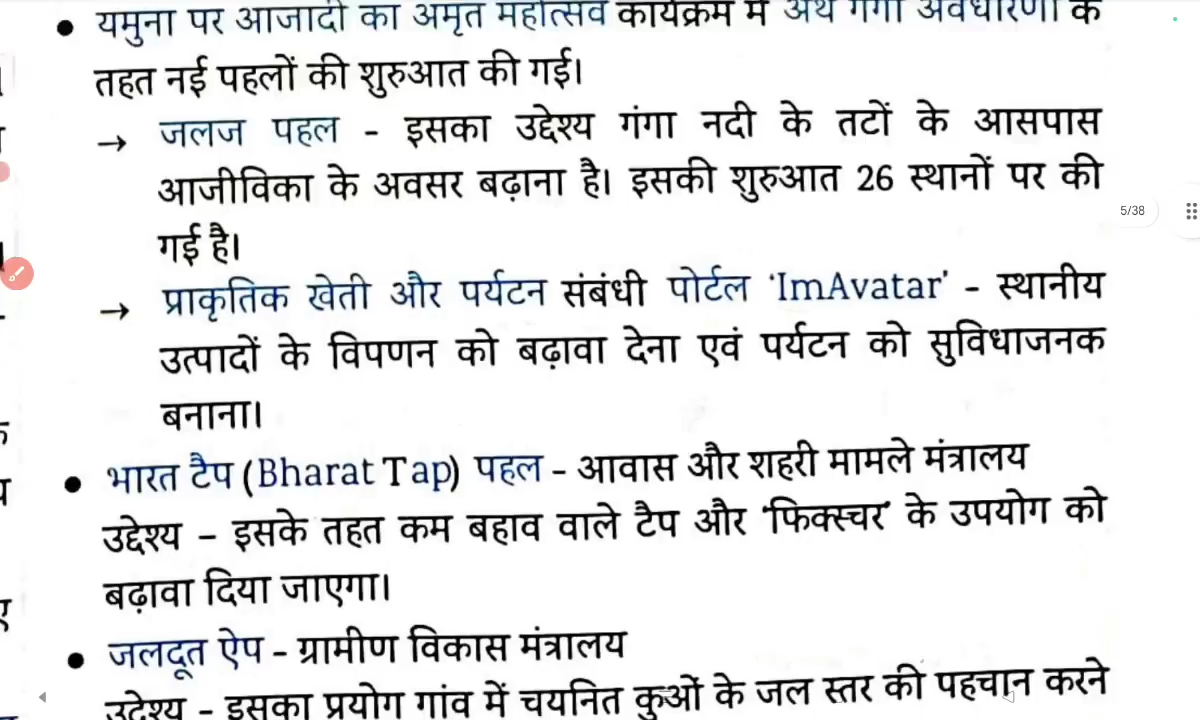 • यमुना पर आजादी का अमृत महोत्सव कार्यक्रम में अर्थ गंगा अवधारणा के
तहत नई पहलों की शुरुआत की गई।
→ जलज पहल - इसका उद्देश्य गंगा नदी के तटों के आसपास
आजीविका के अवसर बढ़ाना है। इसकी शुरुआत 26 स्थानों पर की
गई है।
5/38
→ प्राकृतिक खेती और पर्यटन संबंधी पोर्टल 'ImAvatar' - स्थानीय
उत्पादों के विपणन को बढ़ावा देना एवं पर्यटन को सुविधाजनक
बनाना।
• भारत टैप (Bharat Tap) पहल - आवास और शहरी मामले मंत्रालय
उद्देश्य - इसके तहत कम बहाव वाले टैप और 'फिक्स्चर' के उपयोग को
बढ़ावा दिया जाएगा।
• जलदूत ऐप - ग्रामीण विकास मंत्रालय
उद्देश्य - इसका प्रयोग गांव में चयनित कुओं के जल स्तर की पहचान करने